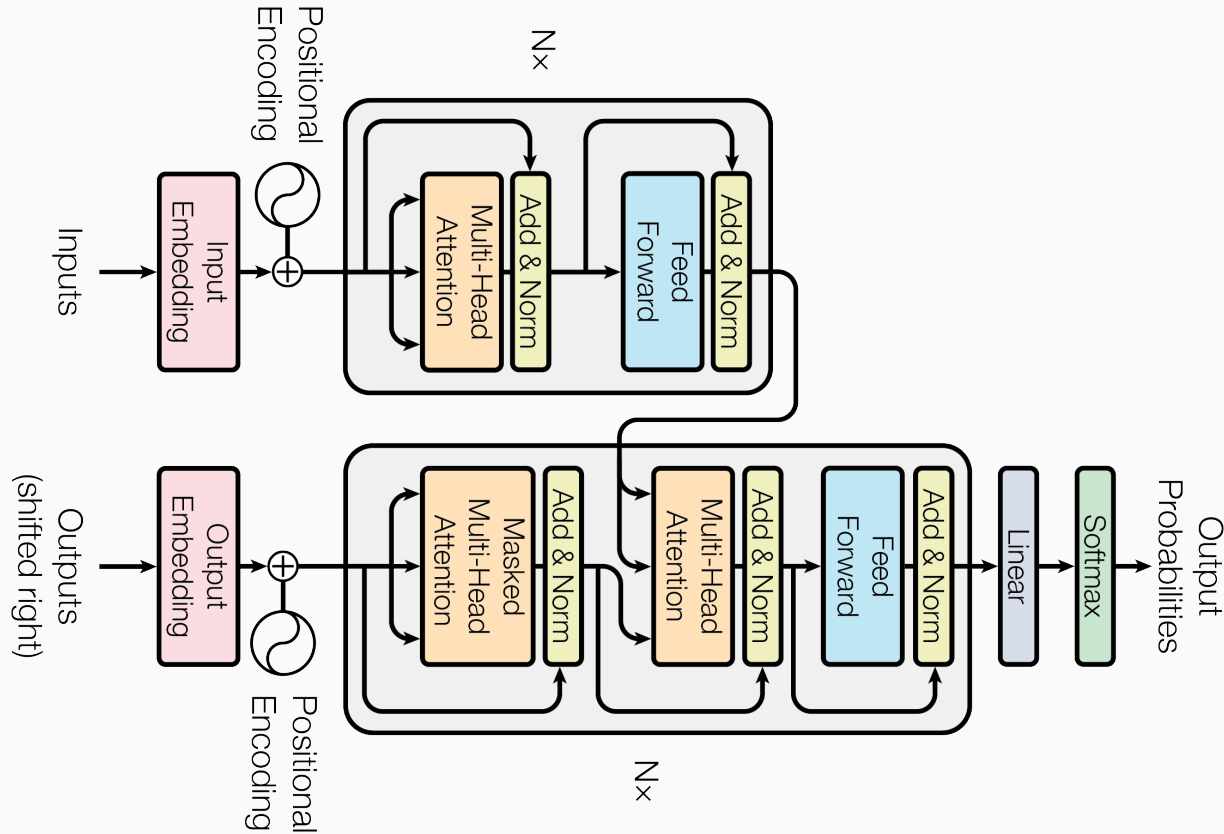 Output
Probabilities
Softmax
Linear
Add & Norm
Feed
Forward
Add & Norm
Multi-Head
Attention
Add & Norm
Masked
Multi-Head
Attention
Nx
Add & Norm
Feed
Forward
Add & Norm
Multi-Head
Attention
Nx
Positional
Encoding
Positional
Encoding
Input
Embedding
Output
Embedding
Inputs
Outputs
(shifted right)